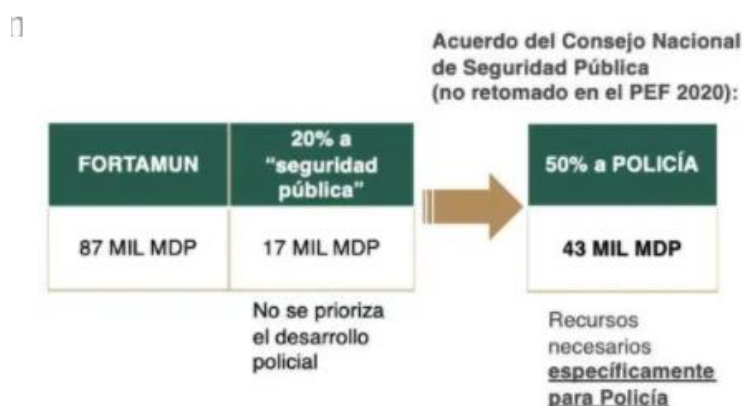 Acuerdo del Consejo Nacional
de Seguridad Pública
(no retomado en el PEF 2020):
FORTAMUN
20% a
“seguridad
pública”
50% a POLICÍA
87 MIL MDP
17 MIL MDP
43 MIL MDP
No se prioriza
el desarrollo
policial
Recursos
necesarios
específicamente
para Policía